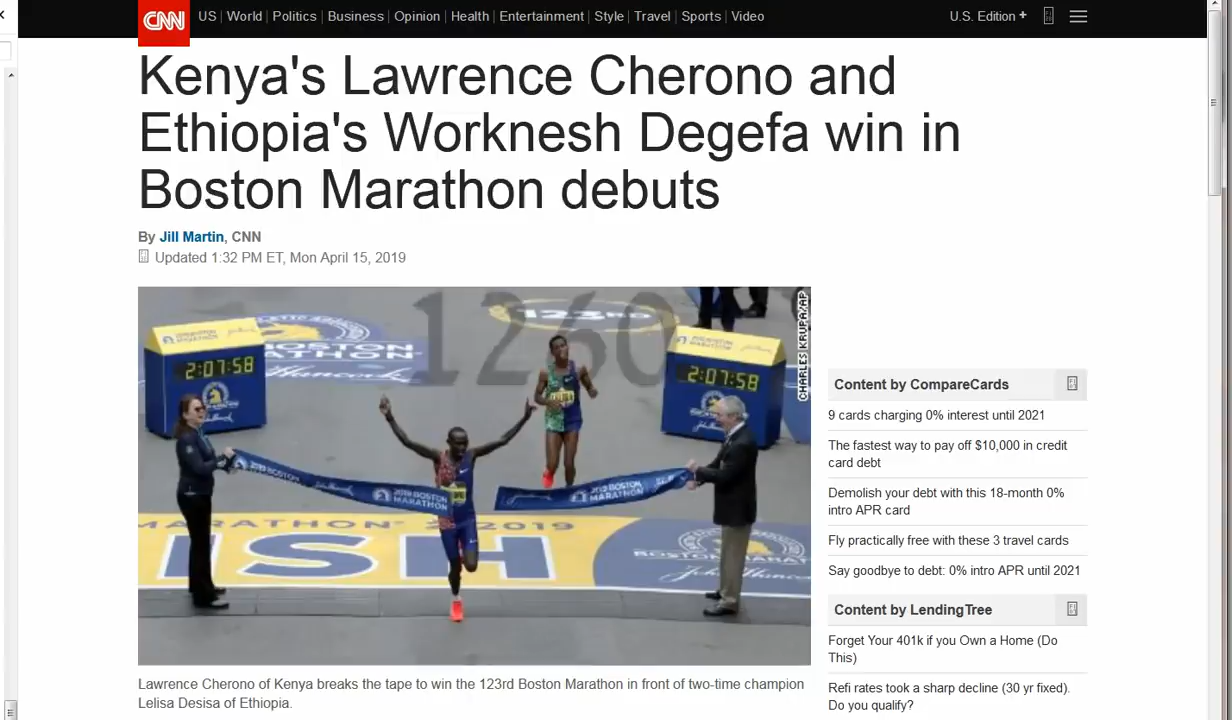 CNN
US World Politics Business Opinion Health Entertainment Style Travel Sports Video
U.S. Edition +
Kenya's Lawrence Cherono and
Ethiopia's Worknesh Degefa win in
Boston Marathon debuts
By Jill Martin, CNN
Updated 1:32 PM ET, Mon April 15, 2019
1260
123RD
CHARLES KRUPA/AP
2:07:58
2:07:58
2019 BOSTON
MARATHON
MARATHON 2019
ISH
John Hancock
Lawrence Cherono of Kenya breaks the tape to win the 123rd Boston Marathon in front of two-time champion
Lelisa Desisa of Ethiopia.
Content by CompareCards
9 cards charging 0% interest until 2021
The fastest way to pay off $10,000 in credit
card debt
Demolish your debt with this 18-month 0%
intro APR card
Fly practically free with these 3 travel cards
Say goodbye to debt: 0% intro APR until 2021
Content by LendingTree
Forget Your 401k if you Own a Home (Do
This)
Refi rates took a sharp decline (30 yr fixed).
Do you qualify?